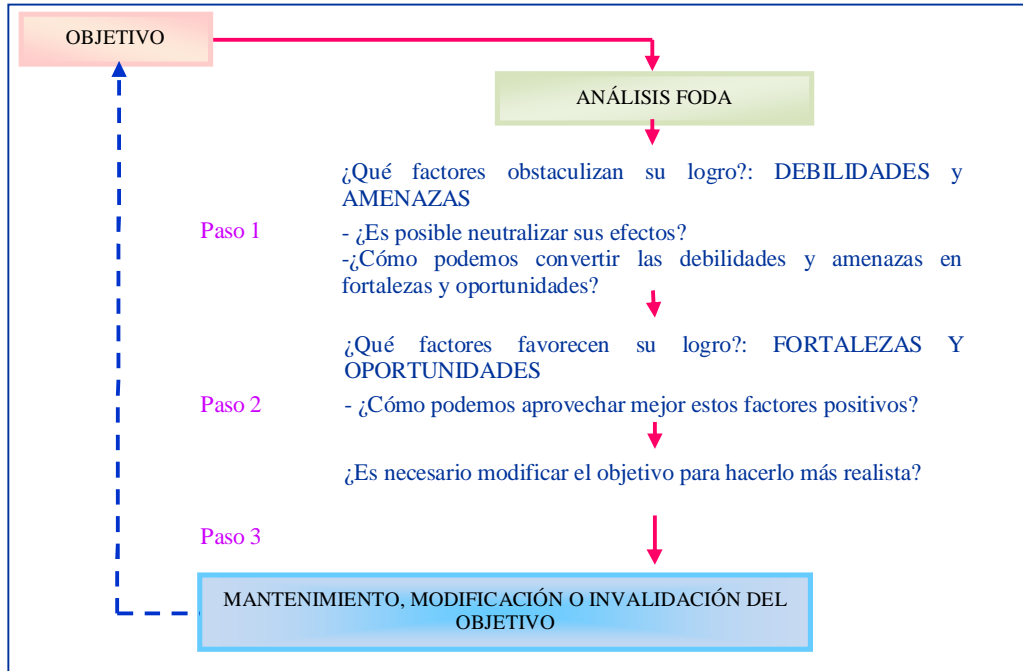 OBJETIVO
ANÁLISIS FODA
¿Qué factores obstaculizan su logro?: DEBILIDADES y
AMENAZAS
Paso 1
- ¿Es posible neutralizar sus efectos?
-¿Cómo podemos convertir las debilidades y amenazas en
fortalezas y oportunidades?
¿Qué factores favorecen su logro?: FORTALEZAS Y
OPORTUNIDADES
Paso 2
- ¿Cómo podemos aprovechar mejor estos factores positivos?
¿Es necesario modificar el objetivo para hacerlo más realista?
Paso 3
MANTENIMIENTO, MODIFICACIÓN O INVALIDACIÓN DEL
OBJETIVO